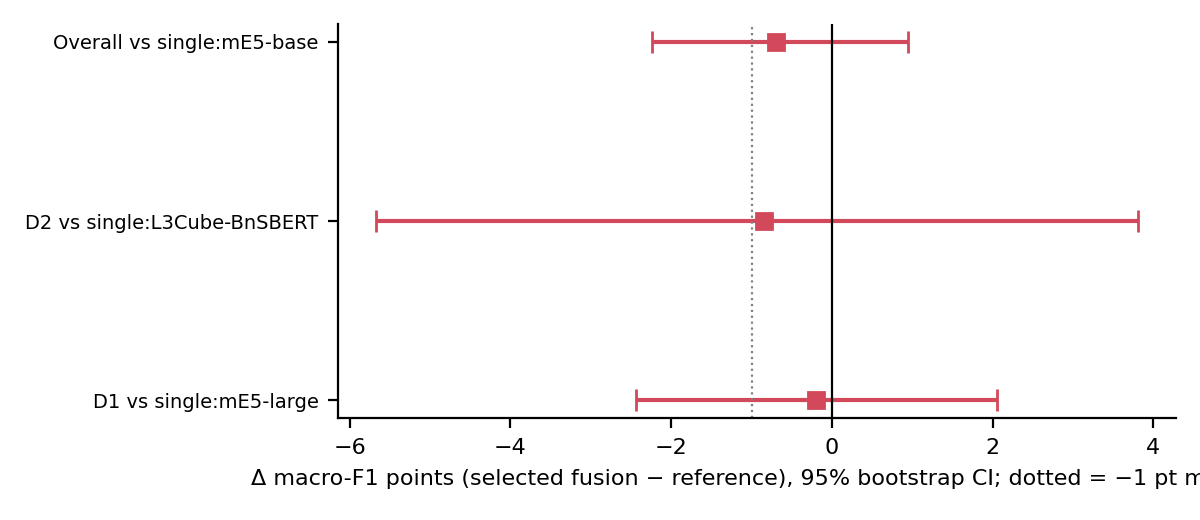 Overall vs single:mE5-base
D2 vs single:L3Cube-BnSBERT
D1 vs single:mE5-large
−6 −4 −2 0 2 4
Δ macro-F1 points (selected fusion − reference), 95% bootstrap CI; dotted = −1 pt